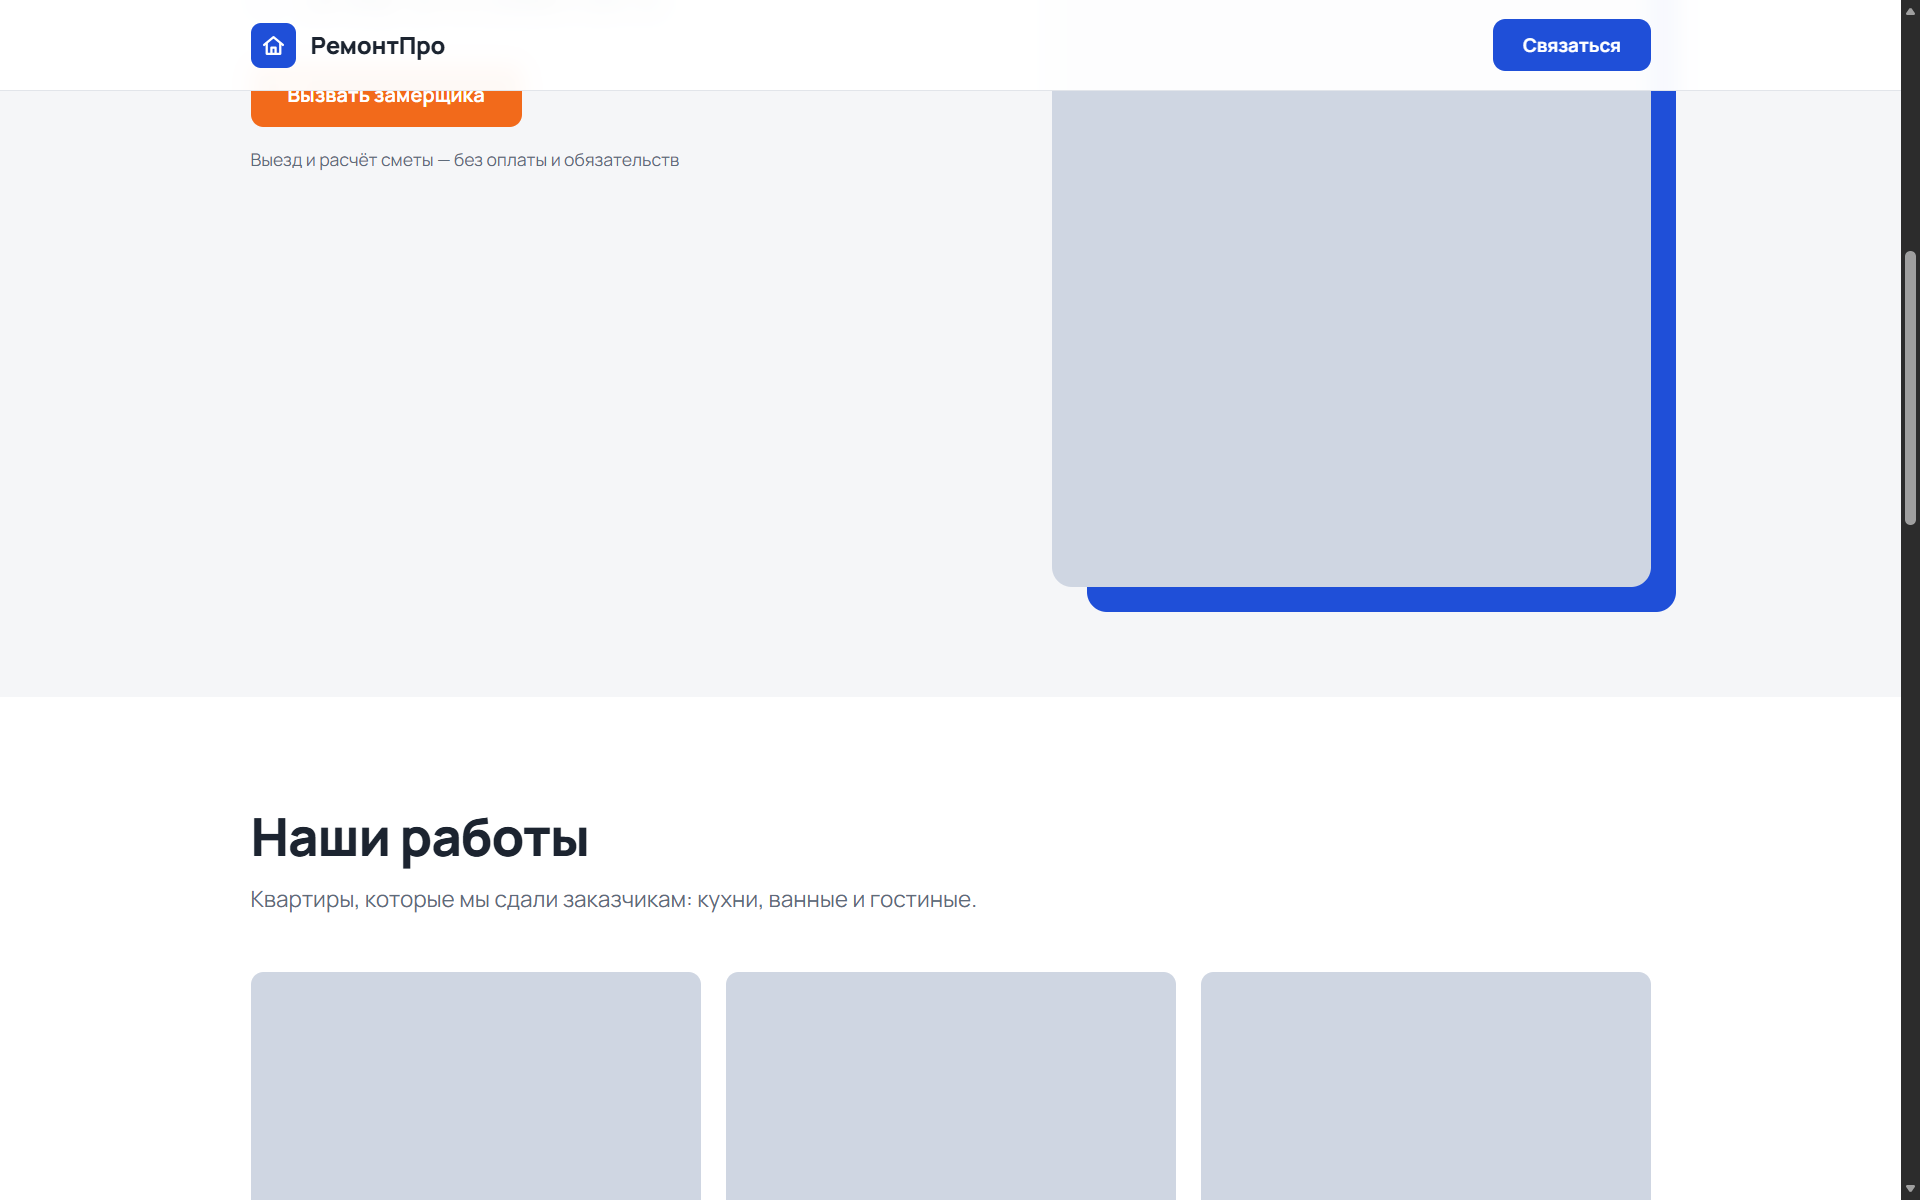 РемонтПро
Связаться
Вызвать замерщика
Выезд и расчёт сметы — без оплаты и обязательств
Наши работы
Квартиры, которые мы сдали заказчикам: кухни, ванные и гостиные.